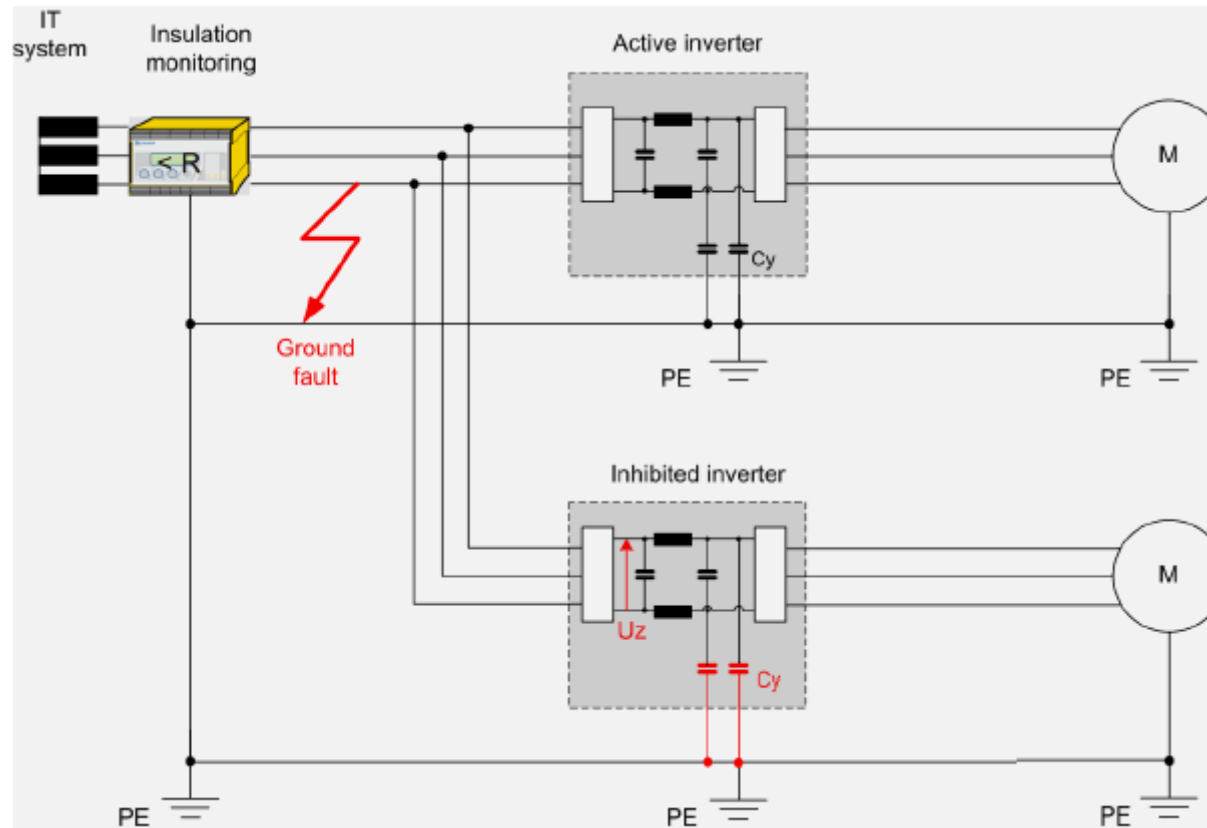 IT
system
Insulation
monitoring
Active inverter
< R
M
Cy
Ground
fault
PE
PE
Inhibited inverter
M
Uz
Cy
PE
PE
PE